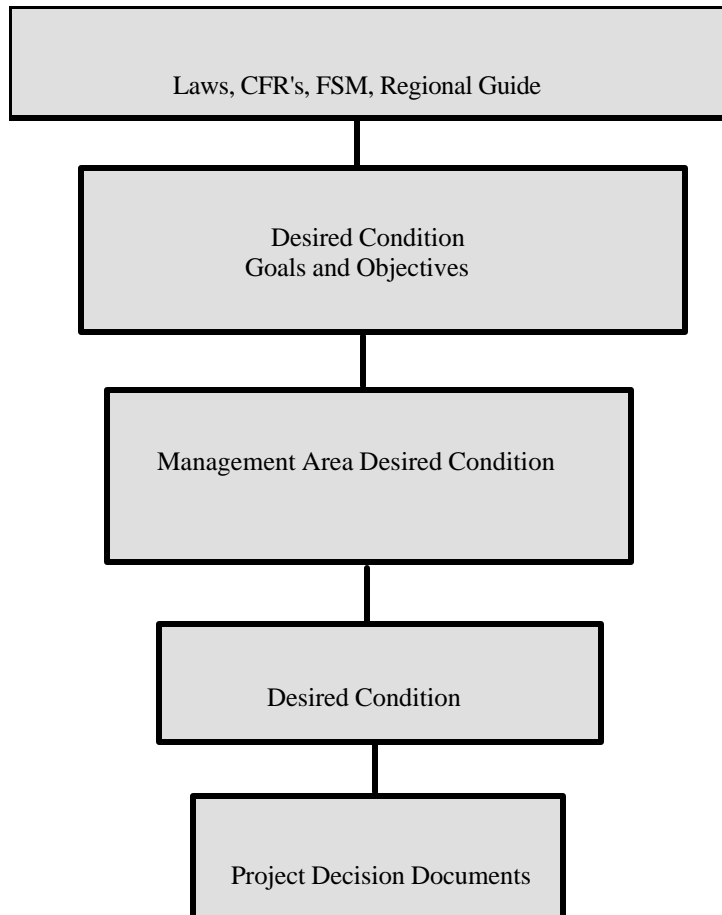 Laws, CFR's, FSM, Regional Guide
Desired Condition
Goals and Objectives
Management Area Desired Condition
Desired Condition
Project Decision Documents